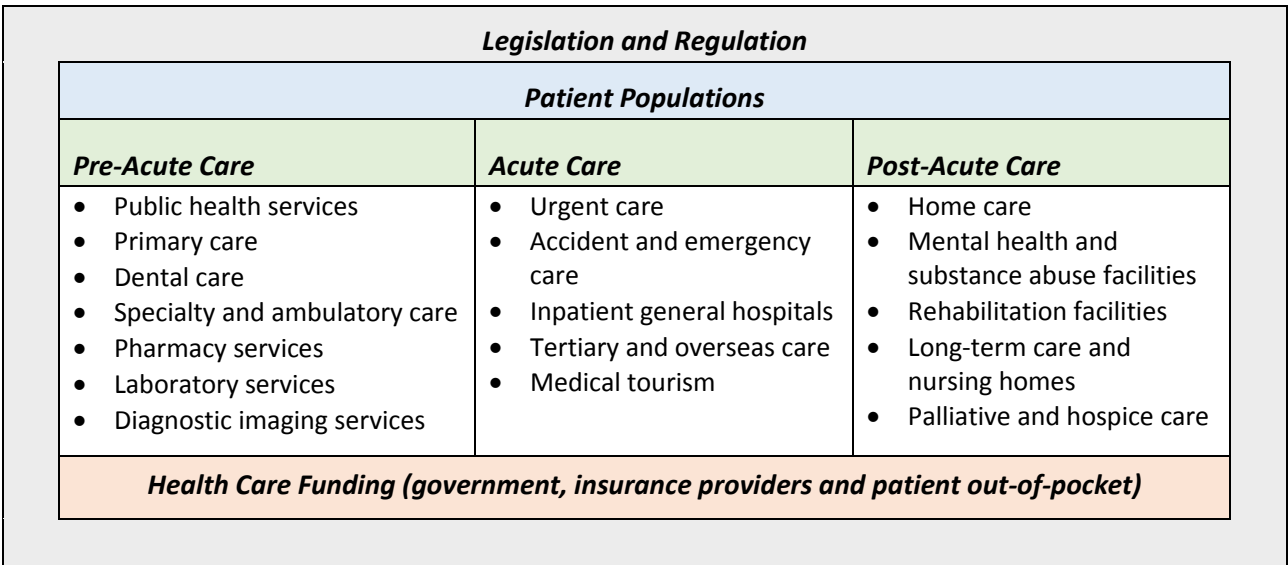 Legislation and Regulation
Patient Populations
Pre-Acute Care
• Public health services
• Primary care
• Dental care
• Specialty and ambulatory care
• Pharmacy services
• Laboratory services
• Diagnostic imaging services
Acute Care
• Urgent care
• Accident and emergency
care
• Inpatient general hospitals
• Tertiary and overseas care
• Medical tourism
Post-Acute Care
• Home care
• Mental health and
substance abuse facilities
• Rehabilitation facilities
• Long-term care and
nursing homes
• Palliative and hospice care
Health Care Funding (government, insurance providers and patient out-of-pocket)